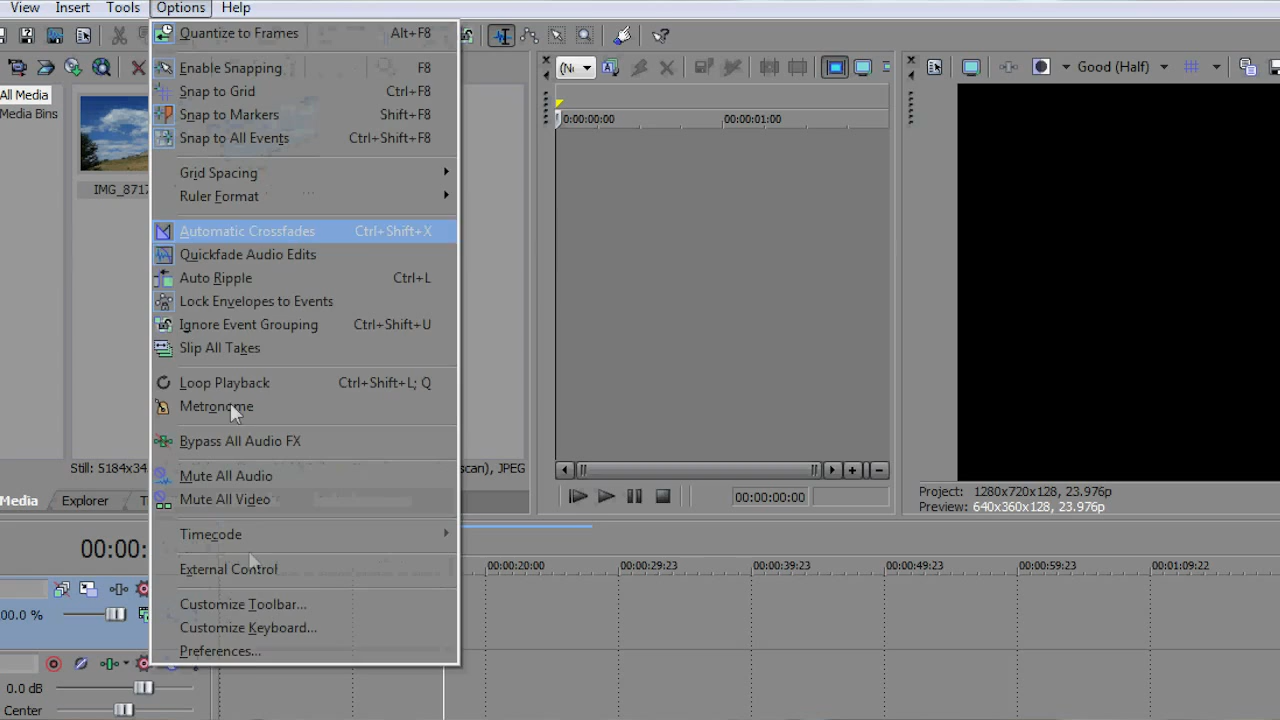 View Insert Tools Options Help
Quantize to Frames Alt+F8
Enable Snapping F8
Snap to Grid Ctrl+F8
Snap to Markers Shift+F8
Snap to All Events Ctrl+Shift+F8
Grid Spacing
Ruler Format
Automatic Crossfades Ctrl+Shift+X
Quickfade Audio Edits
Auto Ripple Ctrl+L
Lock Envelopes to Events
Ignore Event Grouping Ctrl+Shift+U
Slip All Takes
Loop Playback Ctrl+Shift+L; Q
Metronome
Bypass All Audio FX
Mute All Audio
Mute All Video
Timecode
External Control
Customize Toolbar...
Customize Keyboard...
Preferences...
All Media
Media Bins
IMG_8717
Still: 5184x34
scan), JPEG
Media Explorer T
Good (Half)
0:00:00:00 00:00:01:00
00:00:00:00
Project: 1280x720x128, 23.976p
Preview: 640x360x128, 23.976p
00:00:
00:00:20:00 00:00:29:23 00:00:39:23 00:00:49:23 00:00:59:23 00:01:09:22
00.0 %
0.0 dB
Center